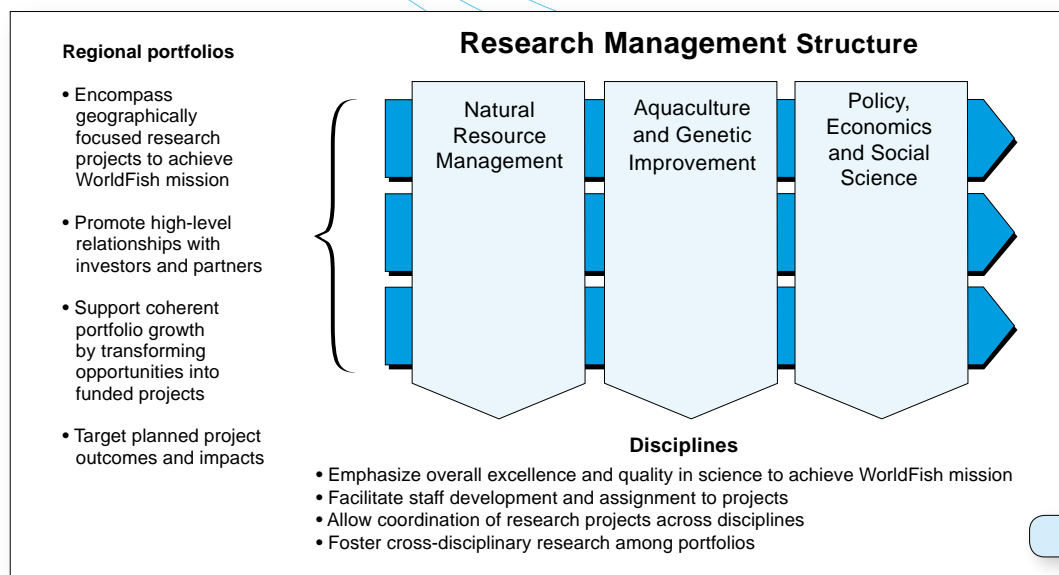 Research Management Structure
Regional portfolios
• Encompass
geographically
focused research
projects to achieve
WorldFish mission
• Promote high-level
relationships with
investors and partners
• Support coherent
portfolio growth
by transforming
opportunities into
funded projects
• Target planned project
outcomes and impacts
Natural
Resource
Management
Aquaculture
and Genetic
Improvement
Policy,
Economics
and Social
Science
Disciplines
• Emphasize overall excellence and quality in science to achieve WorldFish mission
• Facilitate staff development and assignment to projects
• Allow coordination of research projects across disciplines
• Foster cross-disciplinary research among portfolios